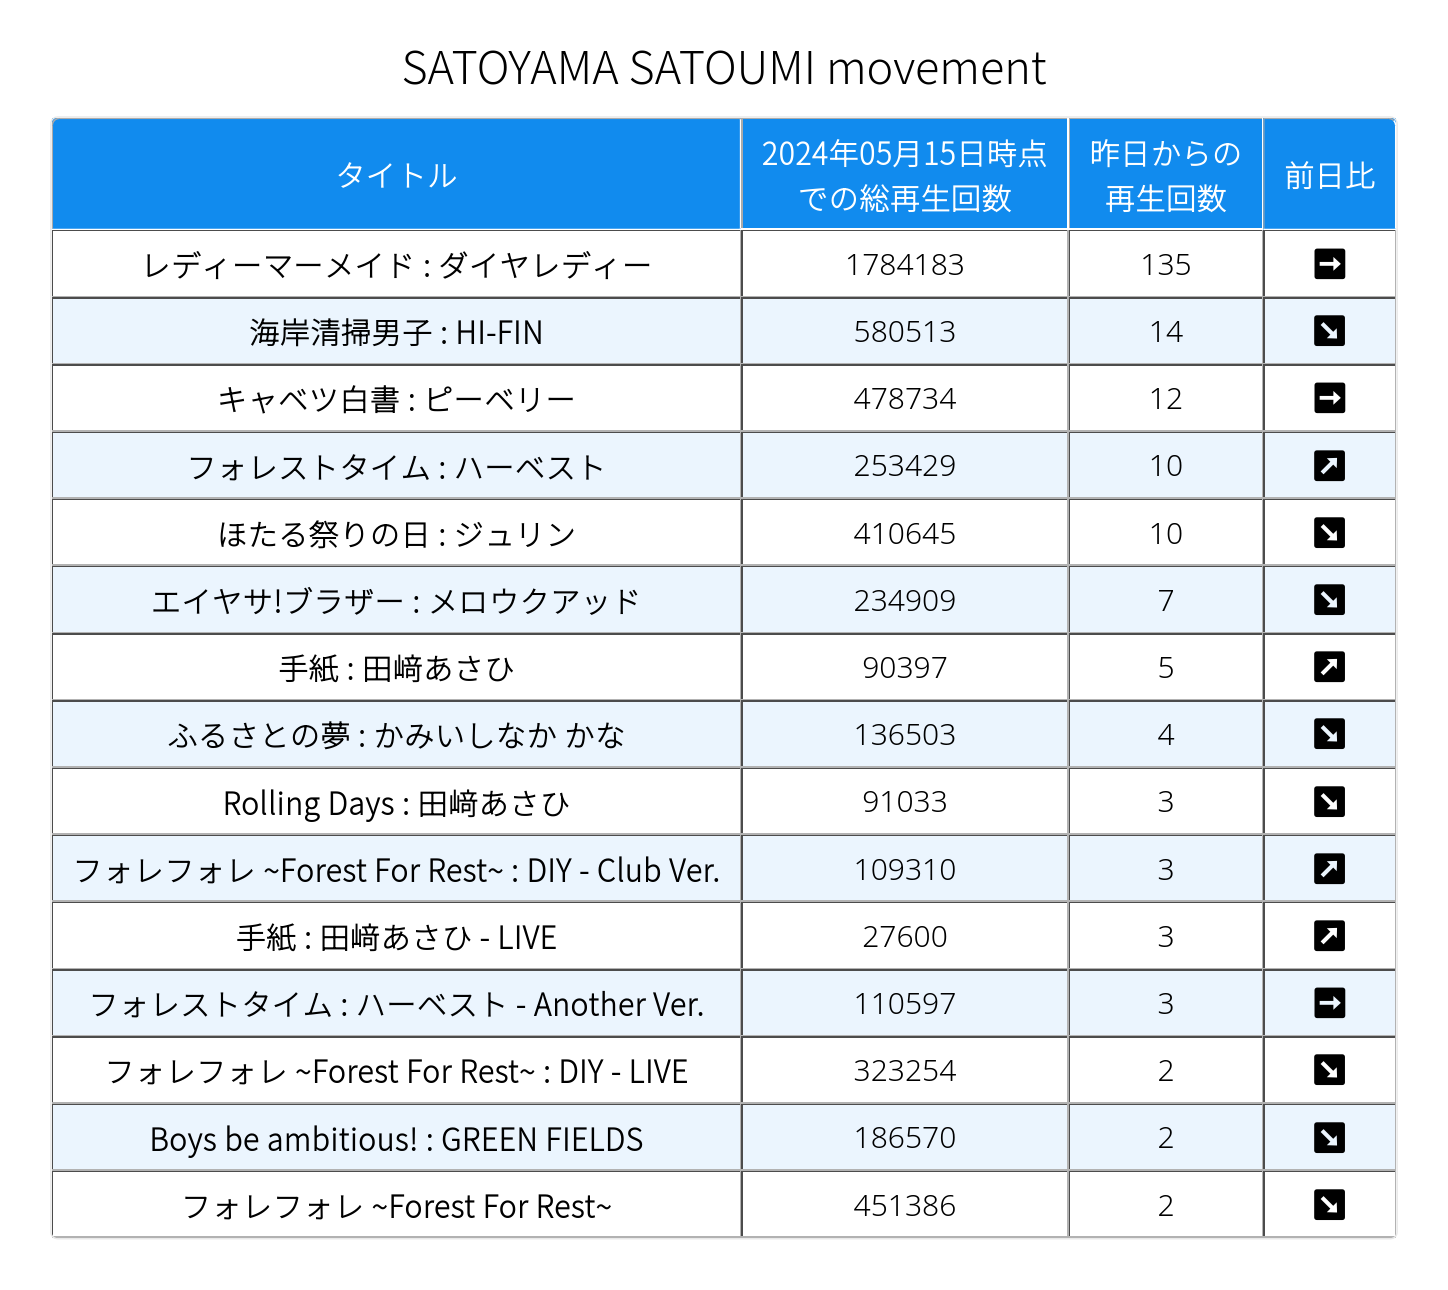 SATOYAMA SATOUMI movement
タイトル 2024年05月15日時点での総再生回数 昨日からの再生回数 前日比
レディーマーメイド : ダイヤレディー 1784183 135 ➡
海岸清掃男子 : HI-FIN 580513 14 ↘
キャベツ白書 : ピーベリー 478734 12 ➡
フォレストタイム : ハーベスト 253429 10 ↗
ほたる祭りの日 : ジュリン 410645 10 ↘
エイヤサ!ブラザー : メロウクアッド 234909 7 ↘
手紙 : 田﨑あさひ 90397 5 ↗
ふるさとの夢 : かみいしなか かな 136503 4 ↘
Rolling Days : 田﨑あさひ 91033 3 ↘
フォレフォレ ~Forest For Rest~ : DIY - Club Ver. 109310 3 ↗
手紙 : 田﨑あさひ - LIVE 27600 3 ↗
フォレストタイム : ハーベスト - Another Ver. 110597 3 ➡
フォレフォレ ~Forest For Rest~ : DIY - LIVE 323254 2 ↘
Boys be ambitious! : GREEN FIELDS 186570 2 ↘
フォレフォレ ~Forest For Rest~ 451386 2 ↘